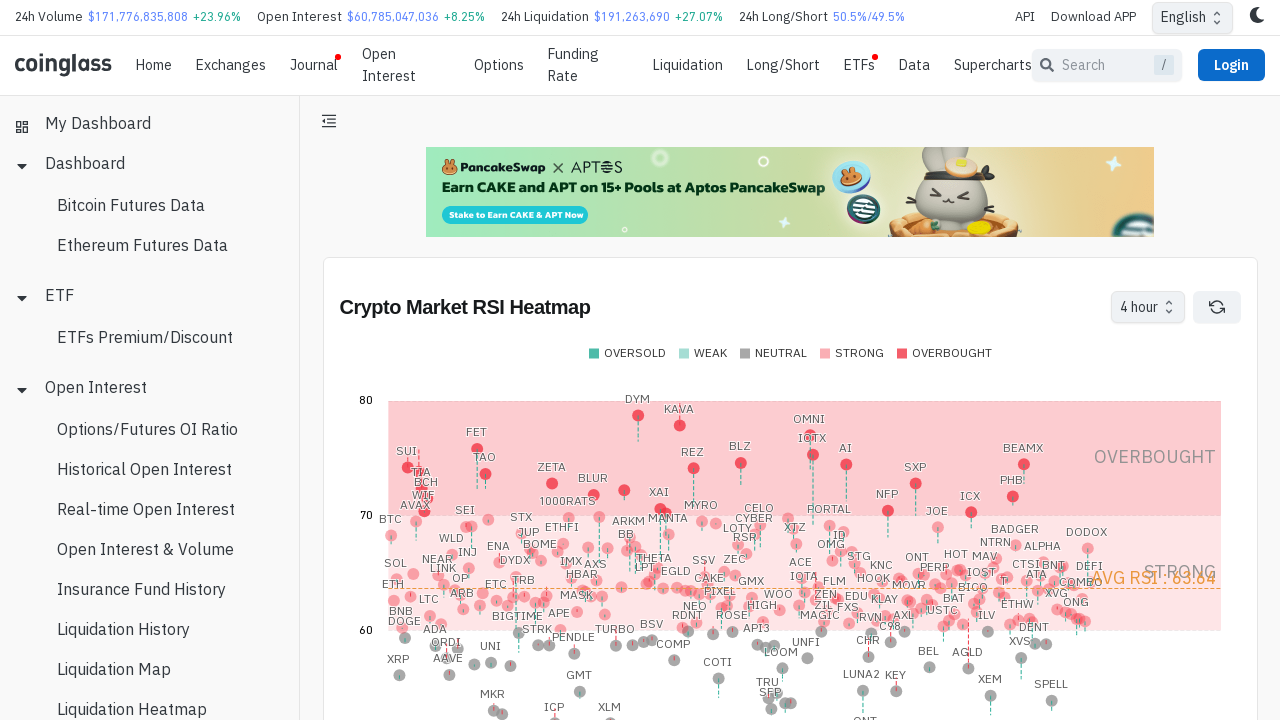 24h Volume $171,776,835,808 +23.96% Open Interest $60,785,047,036 +8.25% 24h Liquidation $191,263,690 +27.07% 24h Long/Short 50.5%/49.5% API Download APP English
coinglass Home Exchanges Journal Open Interest Options Funding Rate Liquidation Long/Short ETFs Data Supercharts Search / Login
My Dashboard
Dashboard
Bitcoin Futures Data
Ethereum Futures Data
ETF
ETFs Premium/Discount
Open Interest
Options/Futures OI Ratio
Historical Open Interest
Real-time Open Interest
Open Interest & Volume
Insurance Fund History
Liquidation History
Liquidation Map
Liquidation Heatmap
PancakeSwap × APTOS
Earn CAKE and APT on 15+ Pools at Aptos PancakeSwap
Stake to Earn CAKE & APT Now
Crypto Market RSI Heatmap
4 hour
OVERSOLD WEAK NEUTRAL STRONG OVERBOUGHT
80
DYM
KAVA
OMNI
FET
IOTX
SUI
TAO
REZ
BLZ
AI
BEAMX
OVERBOUGHT
TIA
ZETA
SXP
BCH
BLUR
PHB
WIF
1000RATS
XAI
NFP
ICX
AVAX
MYRO
CELO
PORTAL
JOE
SEI
70
BTC
STX
ETHFI
ARKM
MANTA
CYBER
LOTY
XTZ
BADGER
DODOX
WLD
JUP
BB
RSR
ID
OMG
NTRN
ALPHA
INJ
ENA
BOME
SOL
NEAR
DYDX
IMX
AXS
THETA
SSV
ZEC
ACE
STG
KNC
ONT
HOT
MAV
CTSI
BNT
DEFI
LINK
LPT
EGLD
PERP
IOST
STRONG
ETH
OP
ETC
TRB
HBAR
CAKE
GMX
IOTA
FLM
HOOK
MOVR
BICO
T
ATA
COMBO
AVG RSI : 63.64
LTC
ARB
MASK
PIXEL
WOO
ZEN
EDU
KLAY
BAT
XVG
BNB
BIGTIME
APE
NEO
HIGH
ZIL
FXS
USTC
ETHW
ONG
DOGE
RDNT
ROSE
MAGIC
RVN
AXL
ILV
60
ADA
STRK
TURBO
BSV
API3
C98
DENT
ORDI
PENDLE
COMP
UNFI
CHR
XVS
XRP
AAVE
UNI
COTI
LOOM
BEL
AGLD
GMT
TRU
LUNA2
KEY
XEM
SPELL
MKR
SFP
ICP
XLM
ONT